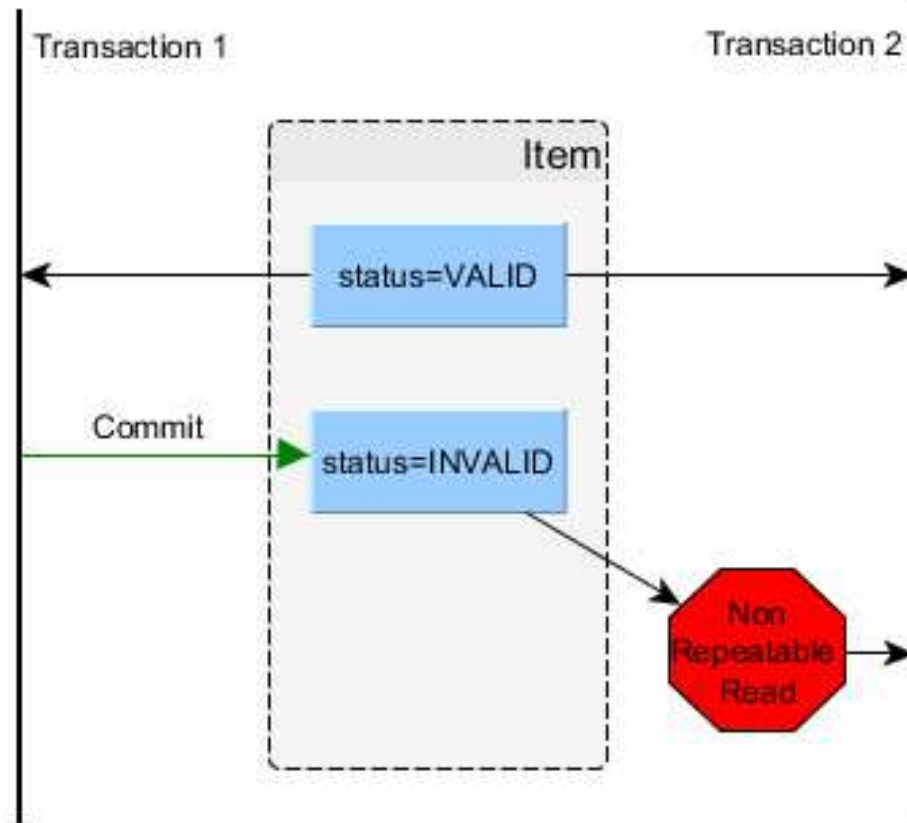 Transaction 1
Transaction 2
Item
status=VALID
Commit
status=INVALID
Non
Repeatable
Read